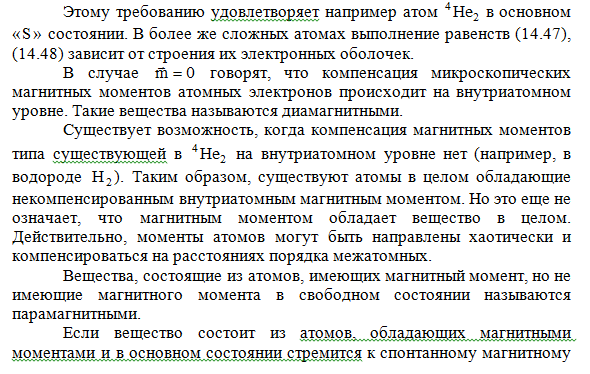 Этому требованию удовлетворяет например атом ⁴He₂ в основном
«S» состоянии. В более же сложных атомах выполнение равенств (14.47),
(14.48) зависит от строения их электронных оболочек.
В случае m⃗ = 0 говорят, что компенсация микроскопических
магнитных моментов атомных электронов происходит на внутриатомном
уровне. Такие вещества называются диамагнитными.
Существует возможность, когда компенсация магнитных моментов
типа существующей в ⁴He₂ на внутриатомном уровне нет (например, в
водороде H₂). Таким образом, существуют атомы в целом обладающие
некомпенсированным внутриатомным магнитным моментом. Но это еще не
означает, что магнитным моментом обладает вещество в целом.
Действительно, моменты атомов могут быть направлены хаотически и
компенсироваться на расстояниях порядка межатомных.
Вещества, состоящие из атомов, имеющих магнитный момент, но не
имеющие магнитного момента в свободном состоянии называются
парамагнитными.
Если вещество состоит из атомов, обладающих магнитными
моментами и в основном состоянии стремится к спонтанному магнитному